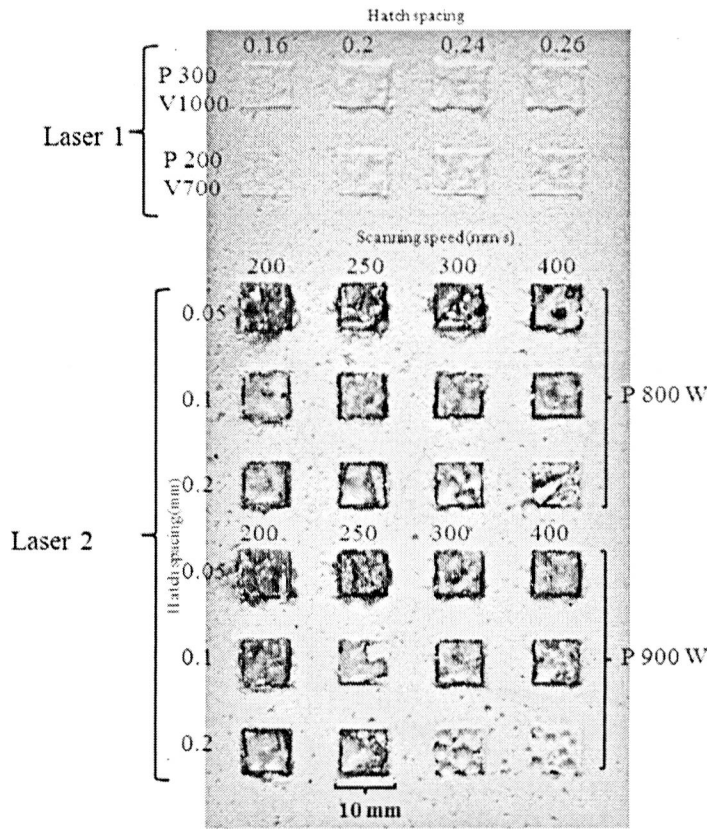 Hatch spacing
0.16 0.2 0.24 0.26
P 300
V1000
Laser 1
P 200
V700
Scanning speed(mm s)
200 250 300 400
0.05
0.1
P 800 W
0.2
Hatch spacing(mm)
Laser 2
200 250 300 400
0.05
0.1
P 900 W
0.2
10 mm